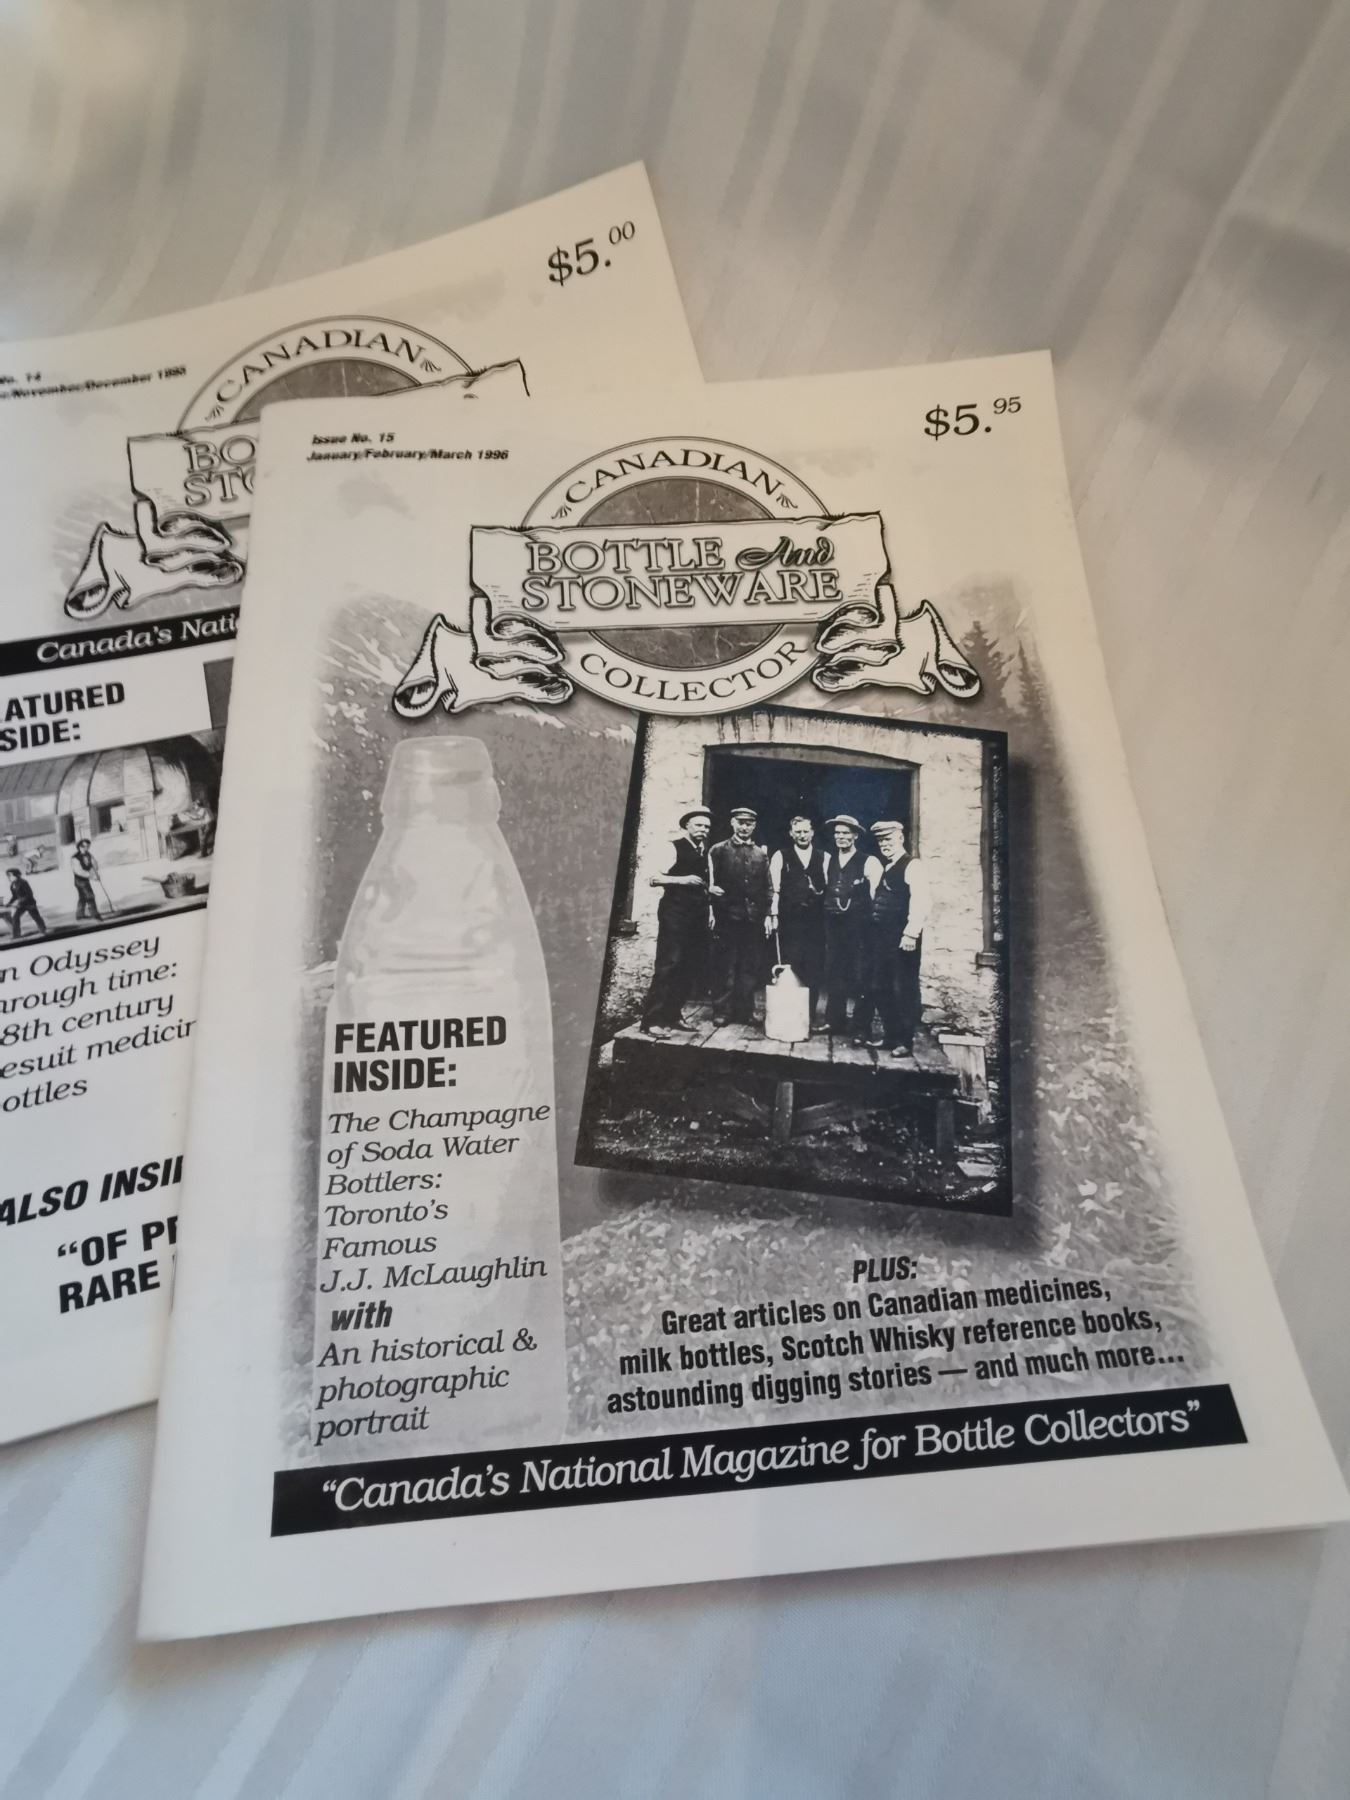 $5.00
CANADIAN
No. 14
November/December 1995
BO
Canada's Nati
ATURED
SIDE:
n Odyssey
rough time:
8th century
esuit medicin
ottles
ALSO INSI
"OF P
RARE
$5.95
Issue No. 15
January/February/March 1996
CANADIAN
BOTTLE And
STONEWARE
COLLECTOR
FEATURED
INSIDE:
The Champagne
of Soda Water
Bottlers:
Toronto's
Famous
J.J. McLaughlin
with
An historical &
photographic
portrait
PLUS:
Great articles on Canadian medicines,
milk bottles, Scotch Whisky reference books,
astounding digging stories — and much more...
"Canada's National Magazine for Bottle Collectors"